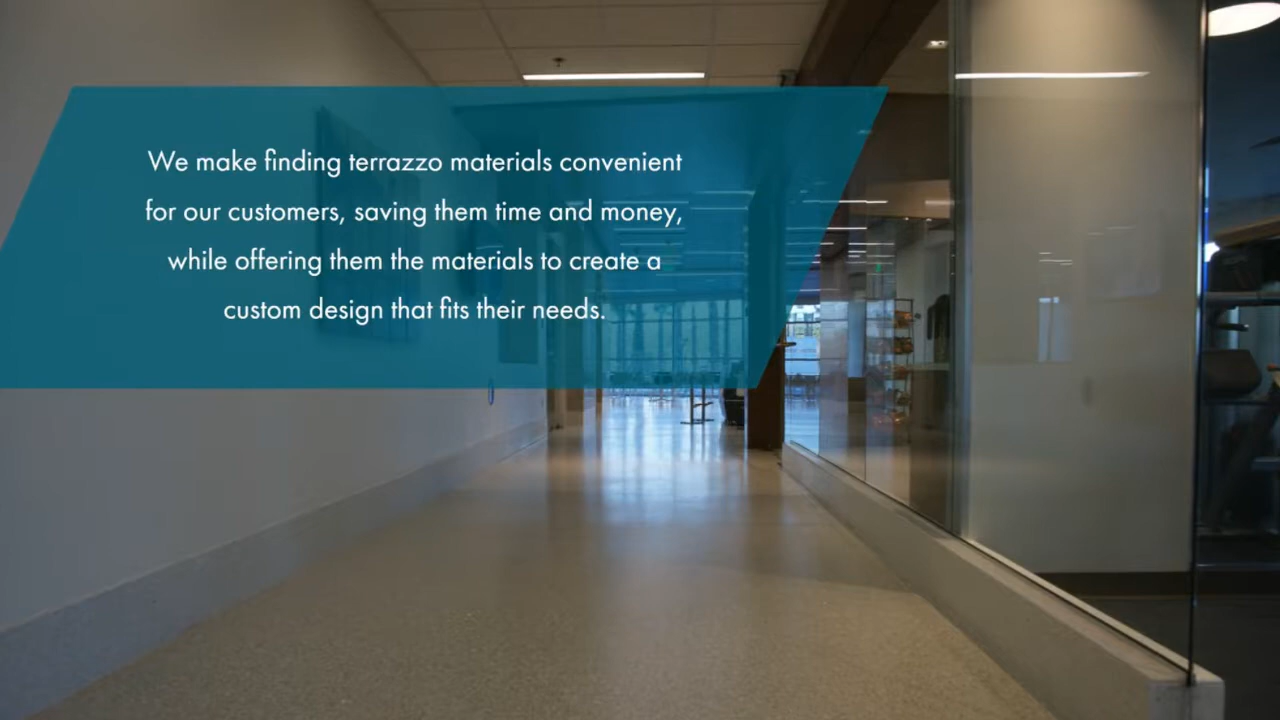 We make finding terrazzo materials convenient
for our customers, saving them time and money,
while offering them the materials to create a
custom design that fits their needs.